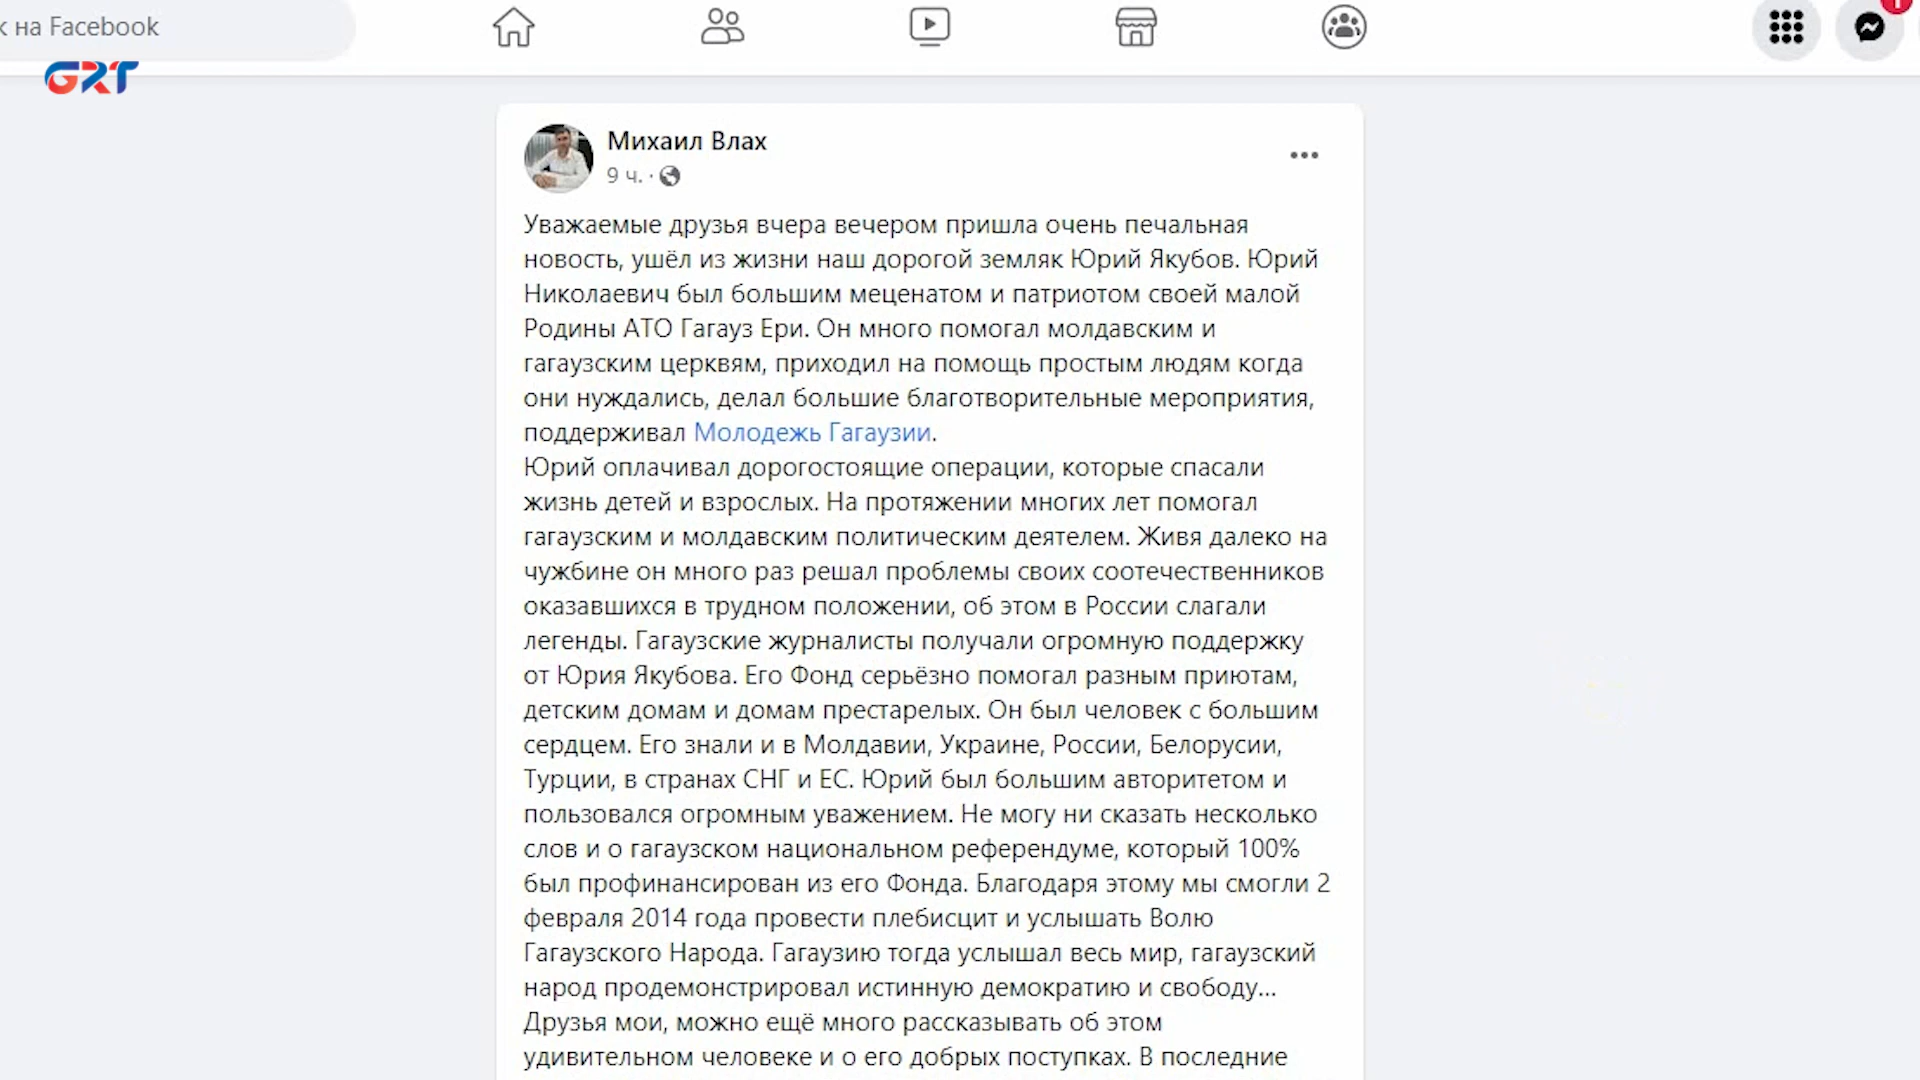 к на Facebook
GRT
Михаил Влах
9 ч. ·
Уважаемые друзья вчера вечером пришла очень печальная
новость, ушёл из жизни наш дорогой земляк Юрий Якубов. Юрий
Николаевич был большим меценатом и патриотом своей малой
Родины АТО Гагауз Ери. Он много помогал молдавским и
гагаузским церквям, приходил на помощь простым людям когда
они нуждались, делал большие благотворительные мероприятия,
поддерживал Молодежь Гагаузии.
Юрий оплачивал дорогостоящие операции, которые спасали
жизнь детей и взрослых. На протяжении многих лет помогал
гагаузским и молдавским политическим деятелем. Живя далеко на
чужбине он много раз решал проблемы своих соотечественников
оказавшихся в трудном положении, об этом в России слагали
легенды. Гагаузские журналисты получали огромную поддержку
от Юрия Якубова. Его Фонд серьёзно помогал разным приютам,
детским домам и домам престарелых. Он был человек с большим
сердцем. Его знали и в Молдавии, Украине, России, Белорусии,
Турции, в странах СНГ и ЕС. Юрий был большим авторитетом и
пользовался огромным уважением. Не могу ни сказать несколько
слов и о гагаузском национальном референдуме, который 100%
был профинансирован из его Фонда. Благодаря этому мы смогли 2
февраля 2014 года провести плебисцит и услышать Волю
Гагаузского Народа. Гагаузию тогда услышал весь мир, гагаузский
народ продемонстрировал истинную демократию и свободу...
Друзья мои, можно ещё много рассказывать об этом
удивительном человеке и о его добрых поступках. В последние